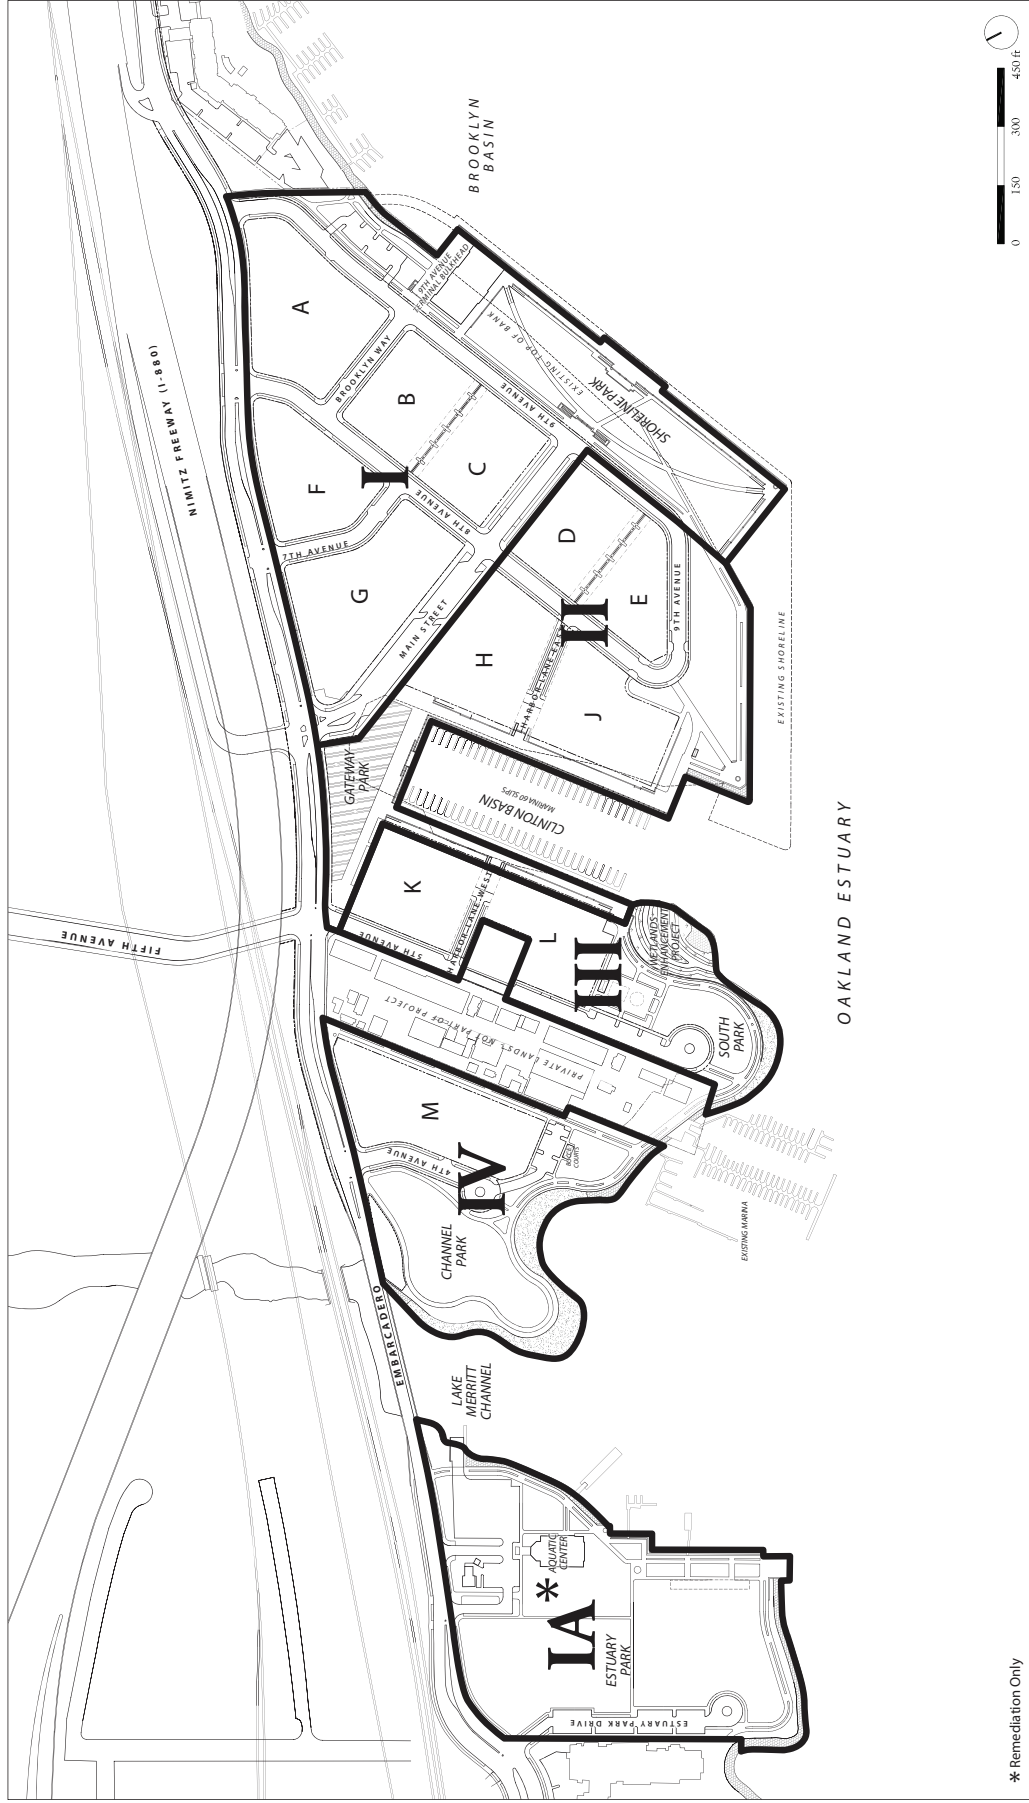 BROOKLYN
BASIN
0
150
300
450 ft
NIMITZ FREEWAY (I-880)
A
BROOKLYN WAY
B
9TH AVENUE
TERMINAL BULKHEAD
EXISTING TOP OF BANK
SHORELINE PARK
9TH AVENUE
C
F
I
8TH AVENUE
7TH AVENUE
G
MAIN STREET
D
II
E
9TH AVENUE
H
HARBOR LANE EAST
J
EXISTING SHORELINE
GATEWAY
PARK
CLINTON BASIN
MARINA 60 SLIPS
FIFTH AVENUE
K
HARBOR LANE WEST
5TH AVENUE
L
III
WETLANDS
ENHANCEMENT
PROJECT
SOUTH
PARK
OAKLAND ESTUARY
PRIVATE LANDS: NOT PART OF PROJECT
M
4TH AVENUE
IV
BOCCE
COURTS
CHANNEL
PARK
EXISTING MARINA
EMBARCADERO
LAKE
MERRITT
CHANNEL
AQUATIC
CENTER
IA*
ESTUARY
PARK
ESTUARY PARK DRIVE
* Remediation Only